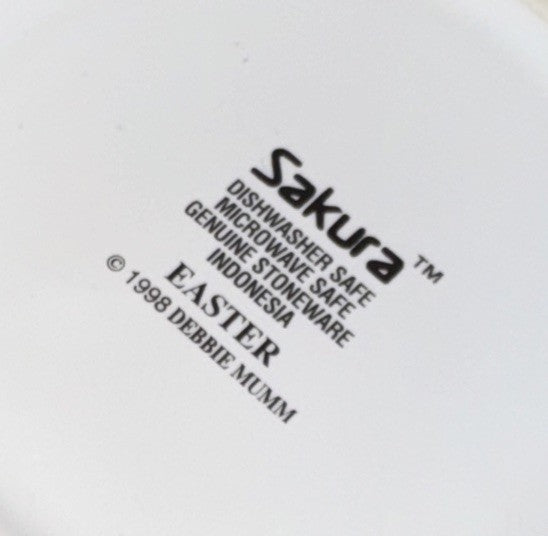 Sakura™
DISHWASHER SAFE
MICROWAVE SAFE
GENUINE STONEWARE
INDONESIA
EASTER
© 1998 DEBBIE MUMM